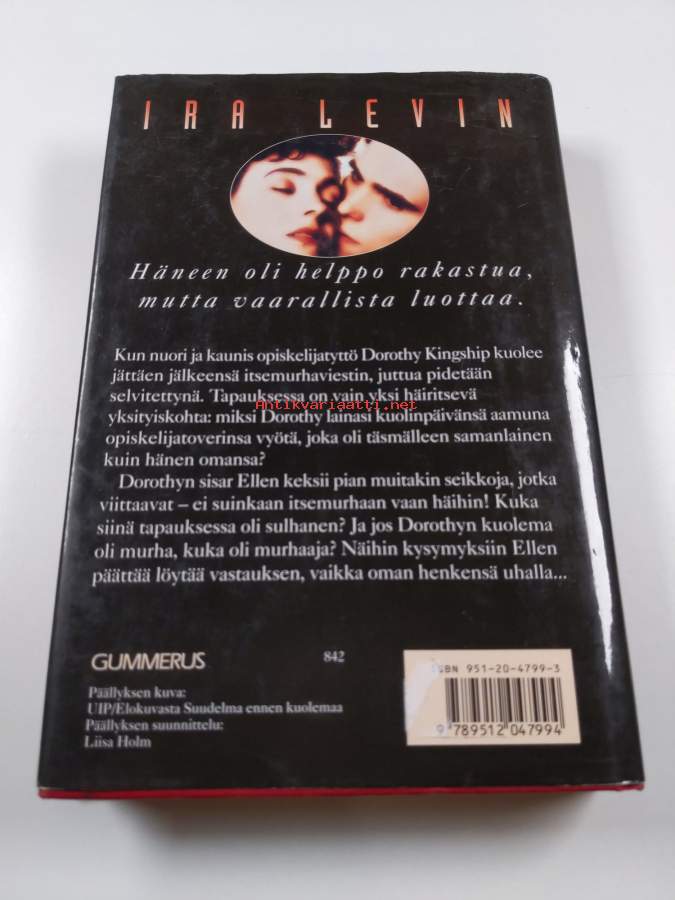 IRA LEVIN
Häneen oli helppo rakastua,
mutta vaarallista luottaa.
Kun nuori ja kaunis opiskelijatyttö Dorothy Kingship kuolee
jättäen jälkeensä itsemurhaviestin, juttua pidetään
selvitettynä. Tapauksessa on vain yksi häiritsevä
Antikvariaatti.net
yksityiskohta: miksi Dorothy lainasi kuolinpäivänsä aamuna
opiskelijatoverinsa vyötä, joka oli täsmälleen samanlainen
kuin hänen omansa?
Dorothyn sisar Ellen keksii pian muitakin seikkoja, jotka
viittaavat – ei suinkaan itsemurhaan vaan häihin! Kuka
siinä tapauksessa oli sulhanen? Ja jos Dorothyn kuolema
oli murha, kuka oli murhaaja? Näihin kysymyksiin Ellen
päättää löytää vastauksen, vaikka oman henkensä uhalla...
GUMMERUS
842
ISBN 951-20-4799-3
Päällyksen kuva:
UIP/Elokuvasta Suudelma ennen kuolemaa
Päällyksen suunnittelu:
Liisa Holm
9 789512 047994